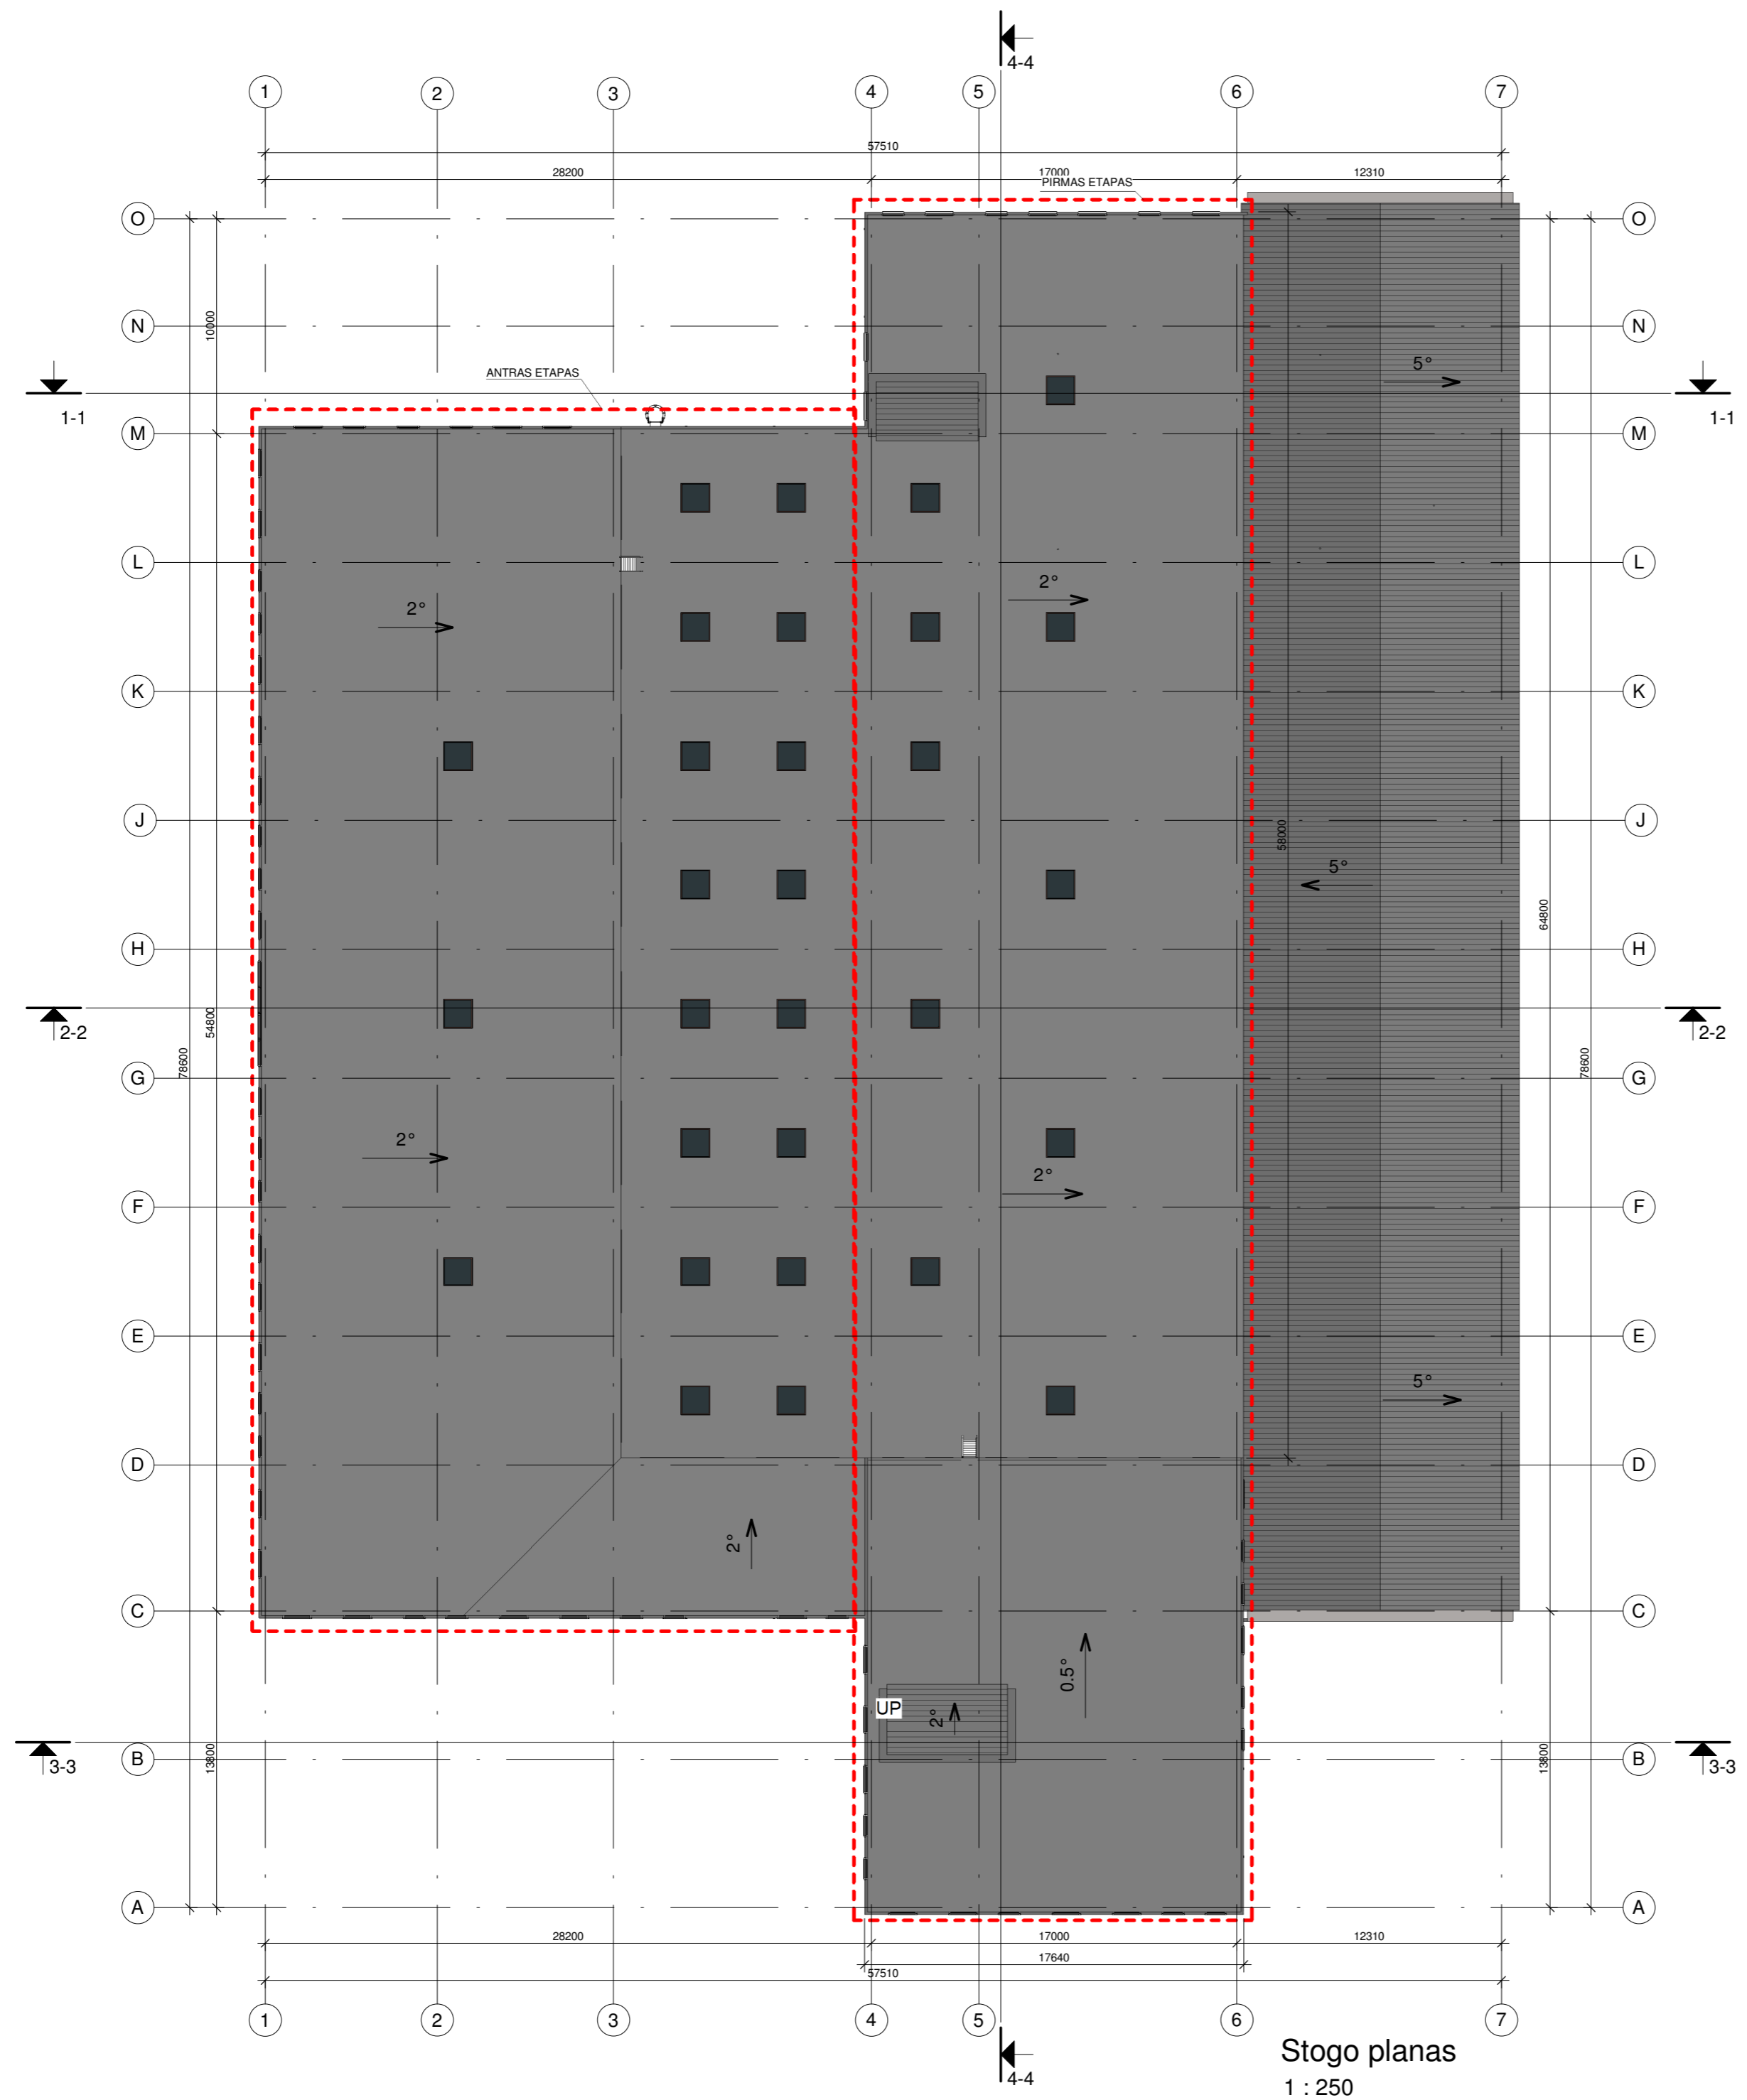 4-4
1 2 3 4 5 6 7
57510
28200 17000 12310
PIRMAS ETAPAS
O O
N N
10000
5°
ANTRAS ETAPAS
1-1 1-1
M M
L L
2° 2°
K K
J J
58000
5°
64800
H H
54800
2-2 2-2
78600 78600
G G
2°
2°
F F
E E
5°
D D
2°
C C
0.5°
UP
2°
3-3 3-3
B B
13800 13800
A A
28200 17000 12310
17640
57510
1 2 3 4 5 6 7
4-4
Stogo planas
1 : 250